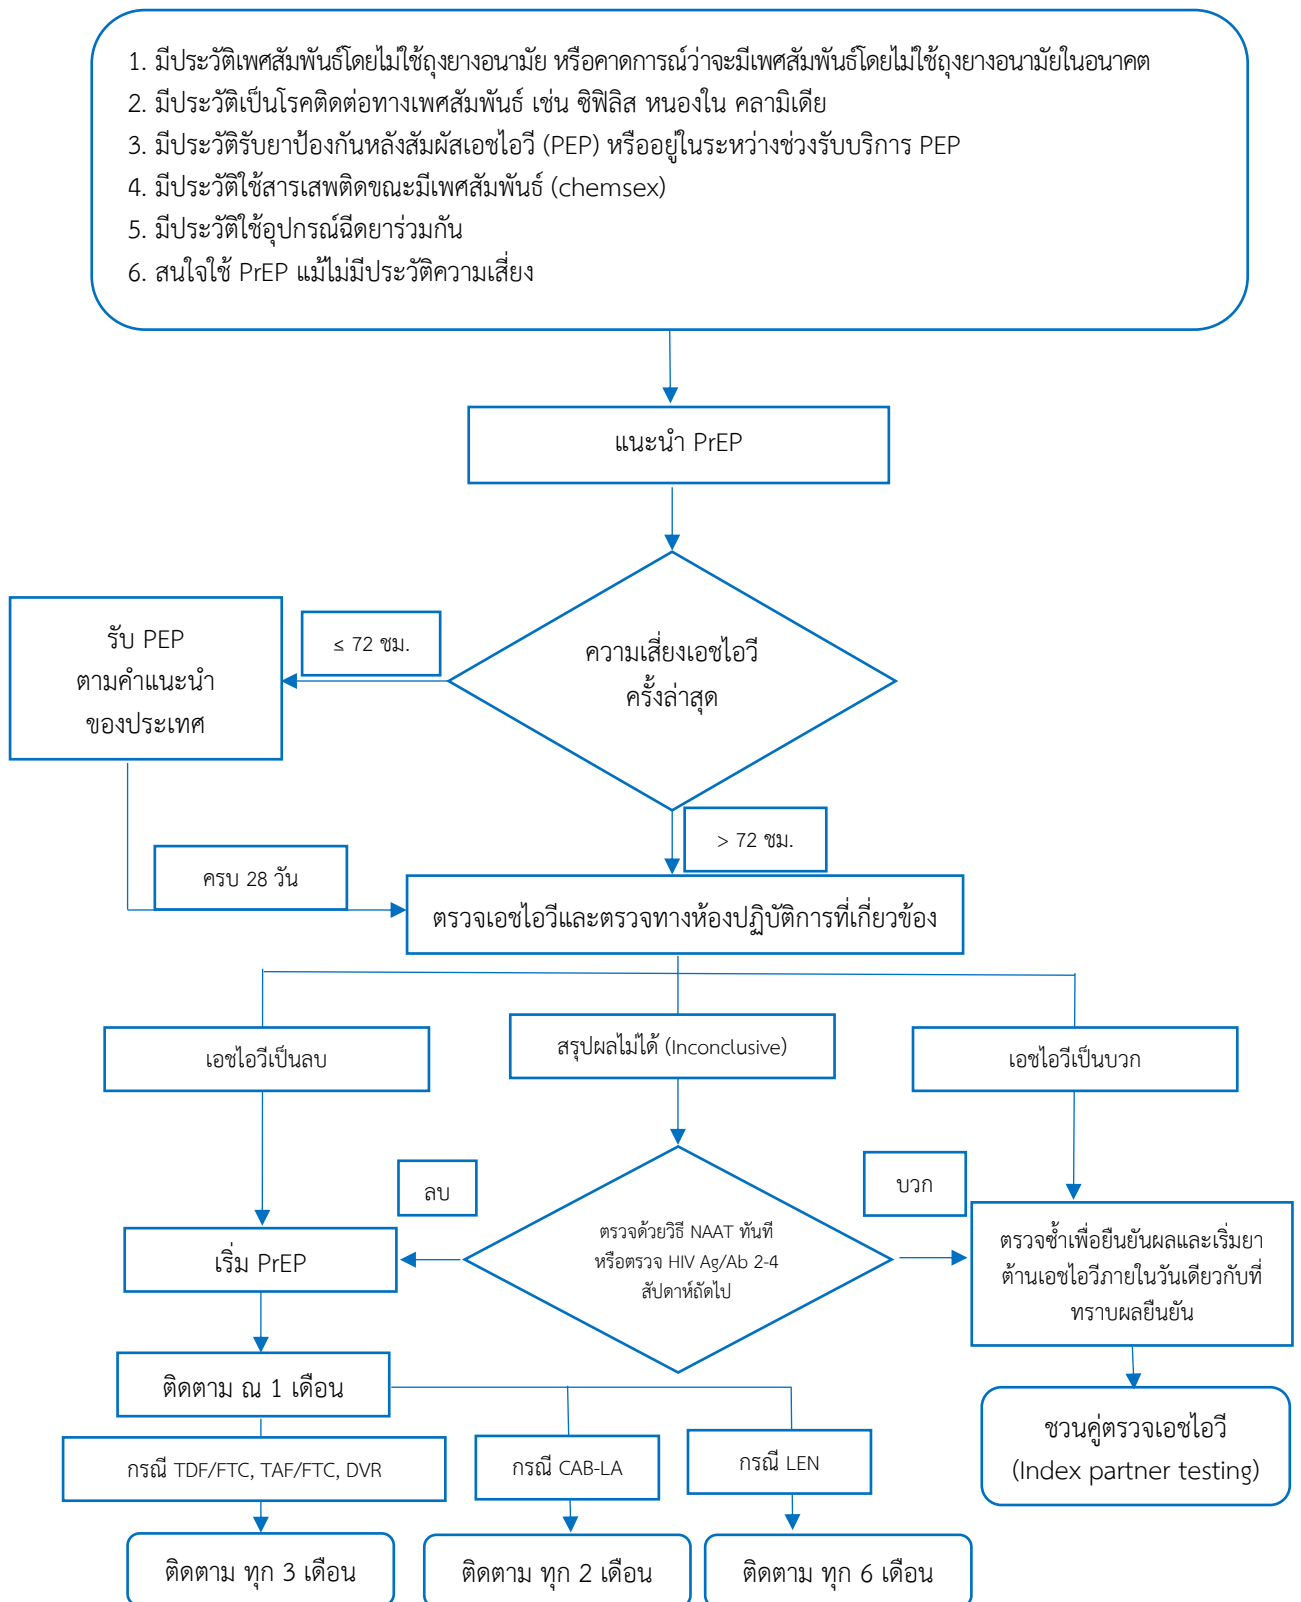 1. มีประวัติเพศสัมพันธ์โดยไม่ใช้ถุงยางอนามัย หรือคาดการณ์ว่าจะมีเพศสัมพันธ์โดยไม่ใช้ถุงยางอนามัยในอนาคต
2. มีประวัติเป็นโรคติดต่อทางเพศสัมพันธ์ เช่น ซิฟิลิส หนองใน คลามิเดีย
3. มีประวัติรับยาป้องกันหลังสัมผัสเอชไอวี (PEP) หรืออยู่ในระหว่างช่วงรับบริการ PEP
4. มีประวัติใช้สารเสพติดขณะมีเพศสัมพันธ์ (chemsex)
5. มีประวัติใช้อุปกรณ์ฉีดยาร่วมกัน
6. สนใจใช้ PrEP แม้ไม่มีประวัติความเสี่ยง
แนะนำ PrEP
ความเสี่ยงเอชไอวี
ครั้งล่าสุด
≤ 72 ชม.
รับ PEP
ตามคำแนะนำ
ของประเทศ
> 72 ชม.
ครบ 28 วัน
ตรวจเอชไอวีและตรวจทางห้องปฏิบัติการที่เกี่ยวข้อง
เอชไอวีเป็นลบ
สรุปผลไม่ได้ (Inconclusive)
เอชไอวีเป็นบวก
ลบ
บวก
ตรวจด้วยวิธี NAAT ทันที
หรือตรวจ HIV Ag/Ab 2-4
สัปดาห์ถัดไป
เริ่ม PrEP
ตรวจซ้ำเพื่อยืนยันผลและเริ่มยา
ต้านเอชไอวีภายในวันเดียวกับที่
ทราบผลยืนยัน
ติดตาม ณ 1 เดือน
ชวนคู่ตรวจเอชไอวี
(Index partner testing)
กรณี TDF/FTC, TAF/FTC, DVR
กรณี CAB-LA
กรณี LEN
ติดตาม ทุก 3 เดือน
ติดตาม ทุก 2 เดือน
ติดตาม ทุก 6 เดือน